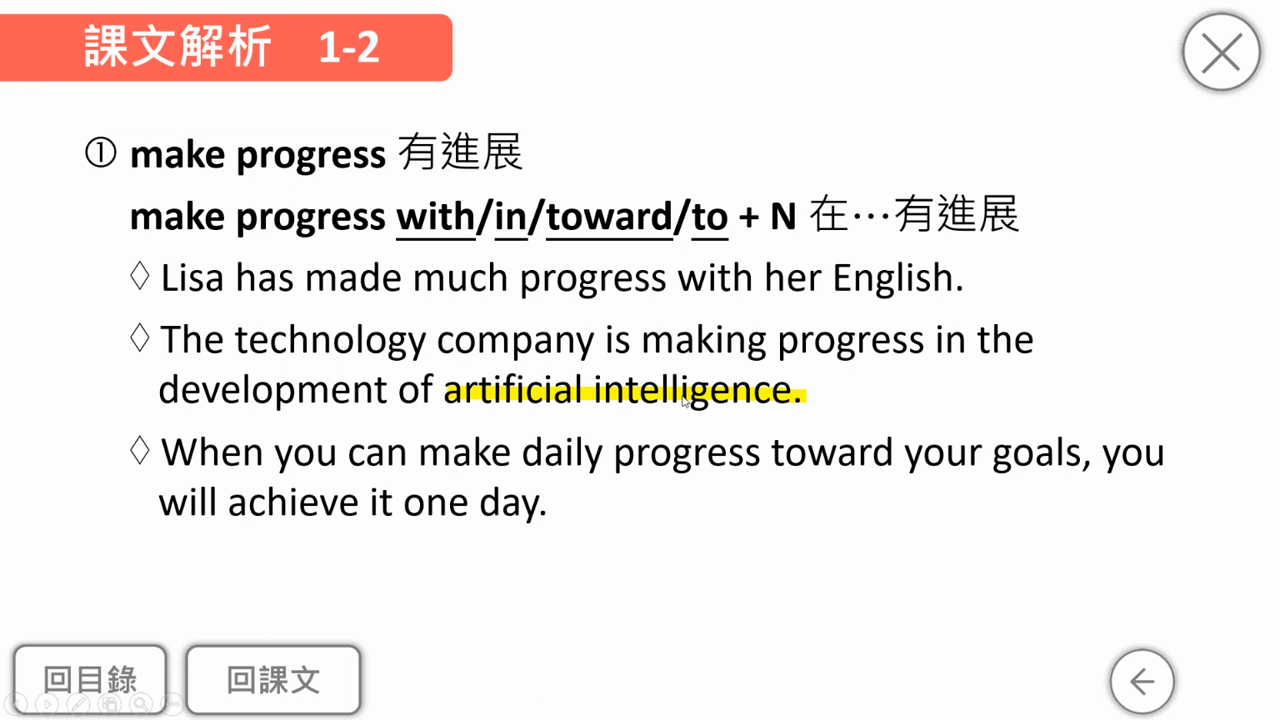 課文解析 1-2
① make progress 有進展
make progress with/in/toward/to + N 在…有進展
◊ Lisa has made much progress with her English.
◊ The technology company is making progress in the
development of artificial intelligence.
◊ When you can make daily progress toward your goals, you
will achieve it one day.
回目錄 回課文